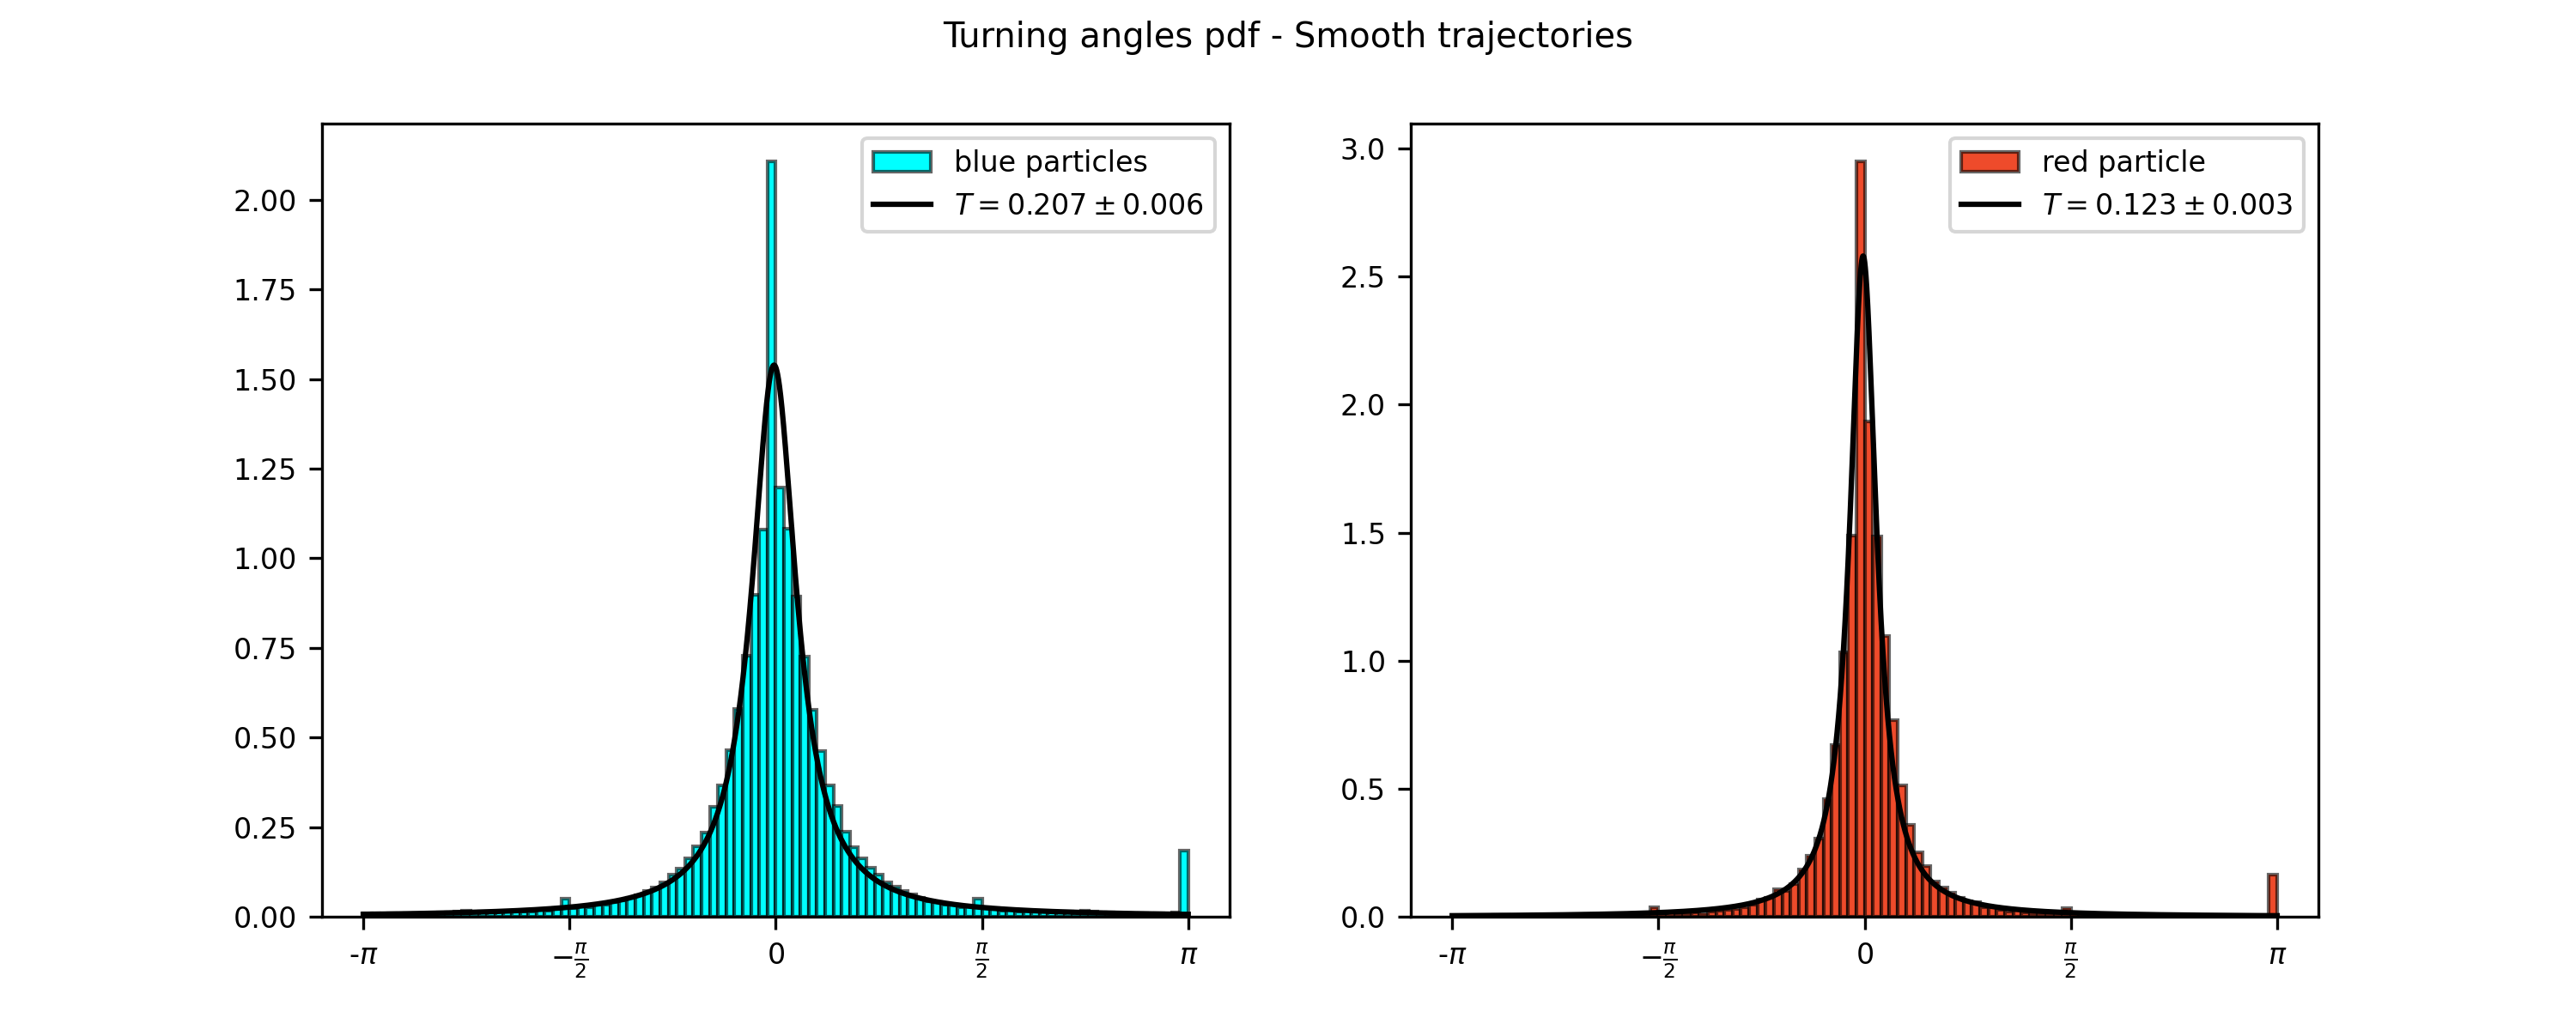 Turning angles pdf - Smooth trajectories
blue particles
T = 0.207 ± 0.006
2.00
1.75
1.50
1.25
1.00
0.75
0.50
0.25
0.00
-π
−π/2
0
π/2
π
red particle
T = 0.123 ± 0.003
3.0
2.5
2.0
1.5
1.0
0.5
0.0
-π
−π/2
0
π/2
π